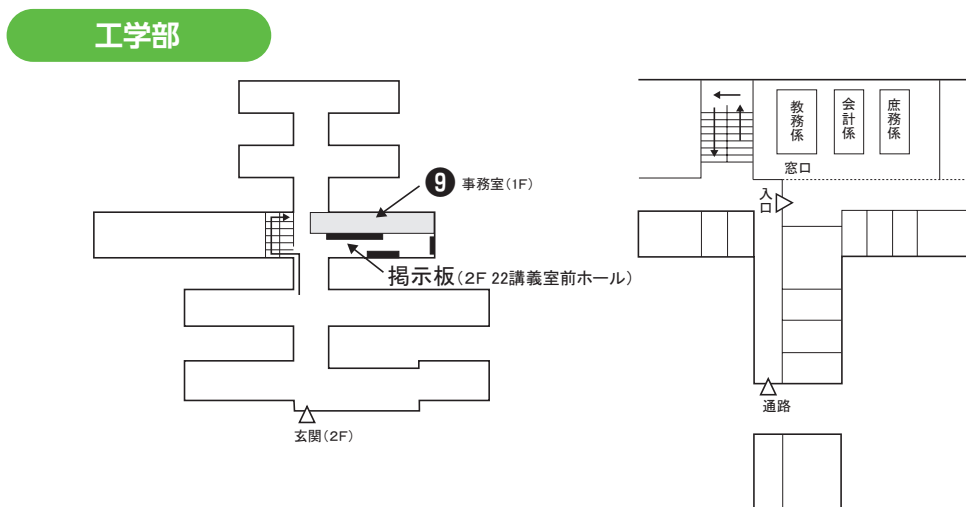 工学部
❾ 事務室(1F)
掲示板(2F 22講義室前ホール)
玄関(2F)
教務係
会計係
庶務係
窓口
入口
通路